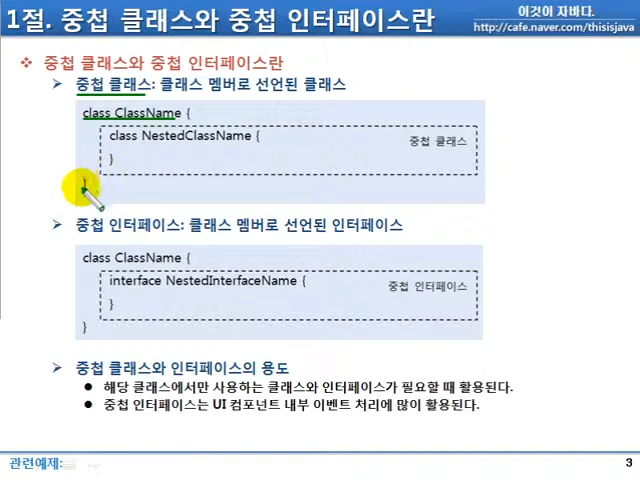 1절. 중첩 클래스와 중첩 인터페이스란
이것이 자바다.
http://cafe.naver.com/thisisjava
중첩 클래스와 중첩 인터페이스란
중첩 클래스: 클래스 멤버로 선언된 클래스
class ClassName {
class NestedClassName {
중첩 클래스
}
}
중첩 인터페이스: 클래스 멤버로 선언된 인터페이스
class ClassName {
interface NestedInterfaceName {
중첩 인터페이스
}
}
중첩 클래스와 인터페이스의 용도
해당 클래스에서만 사용하는 클래스와 인터페이스가 필요할 때 활용된다.
중첩 인터페이스는 UI 컴포넌트 내부 이벤트 처리에 많이 활용된다.
관련예제:
3